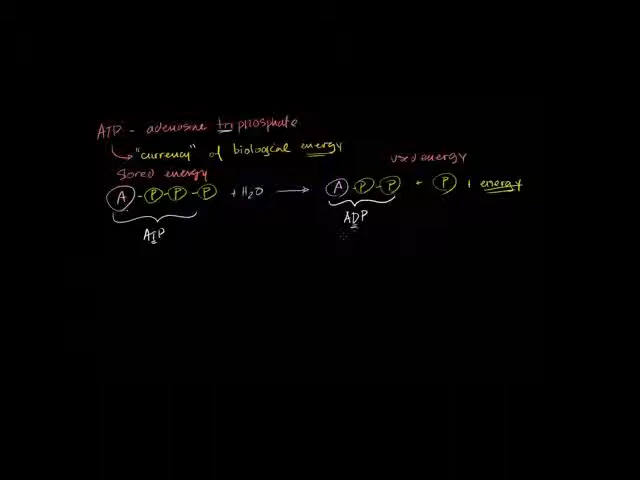 ATP - adenosine triphosphate
"currency" of biological energy
stored energy
used energy
A - P - P - P + H₂O → A - P - P + P + energy
ATP
ADP